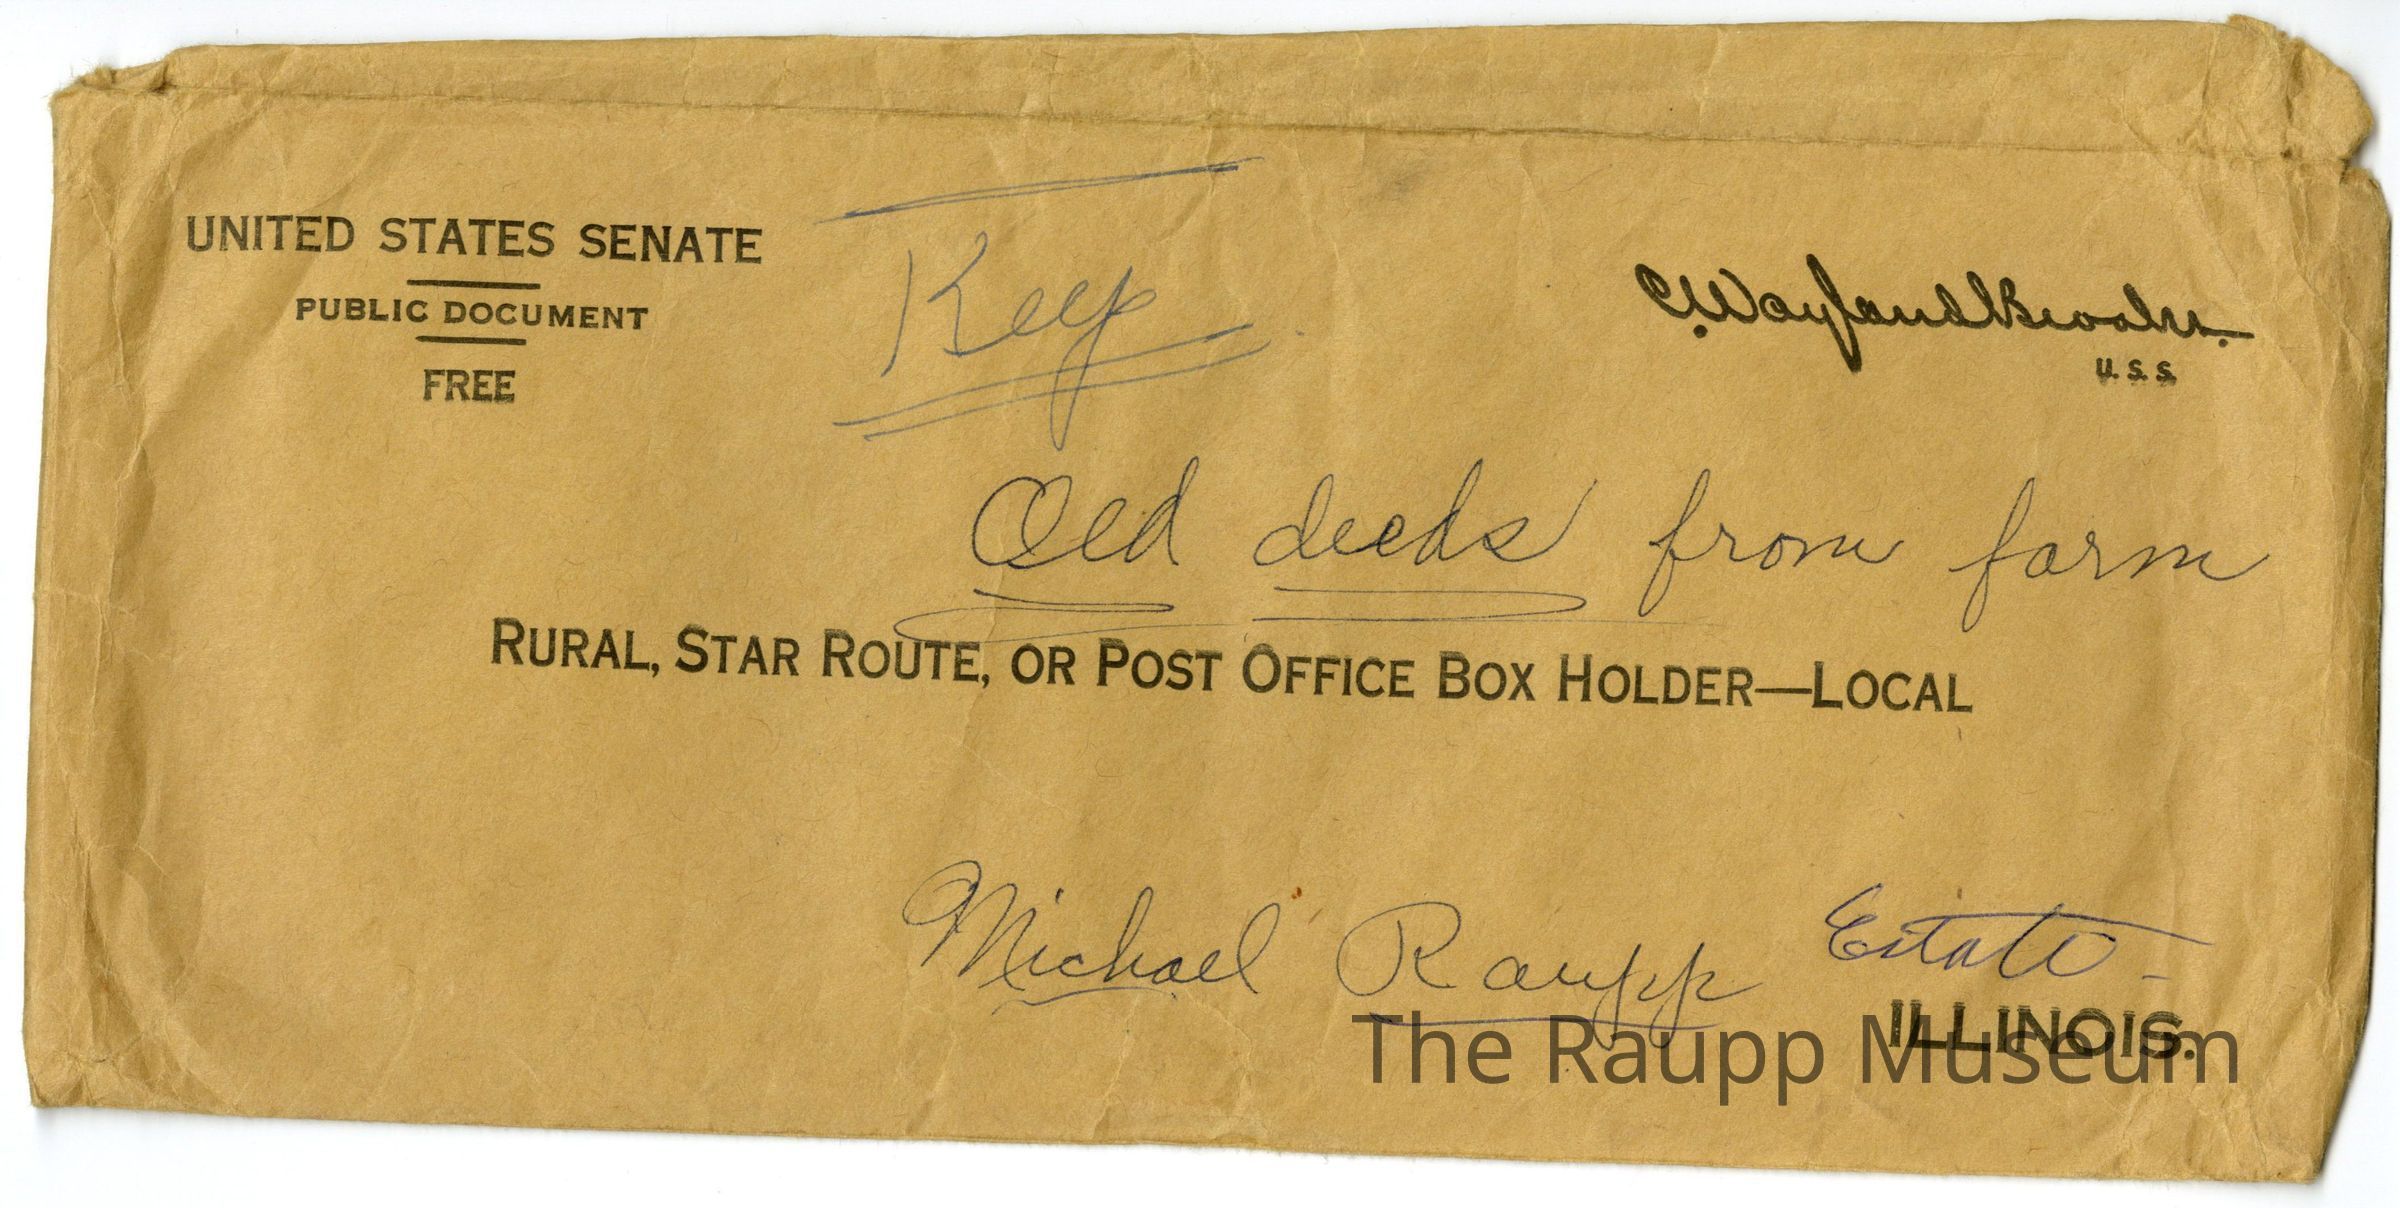 UNITED STATES SENATE
PUBLIC DOCUMENT
FREE
Keep
C. Wayland Brooks.
U.S.S.
Old deeds from farm
RURAL, STAR ROUTE, OR POST OFFICE BOX HOLDER—LOCAL
Michael Raupp Estate -
ILLINOIS.
The Raupp Museum